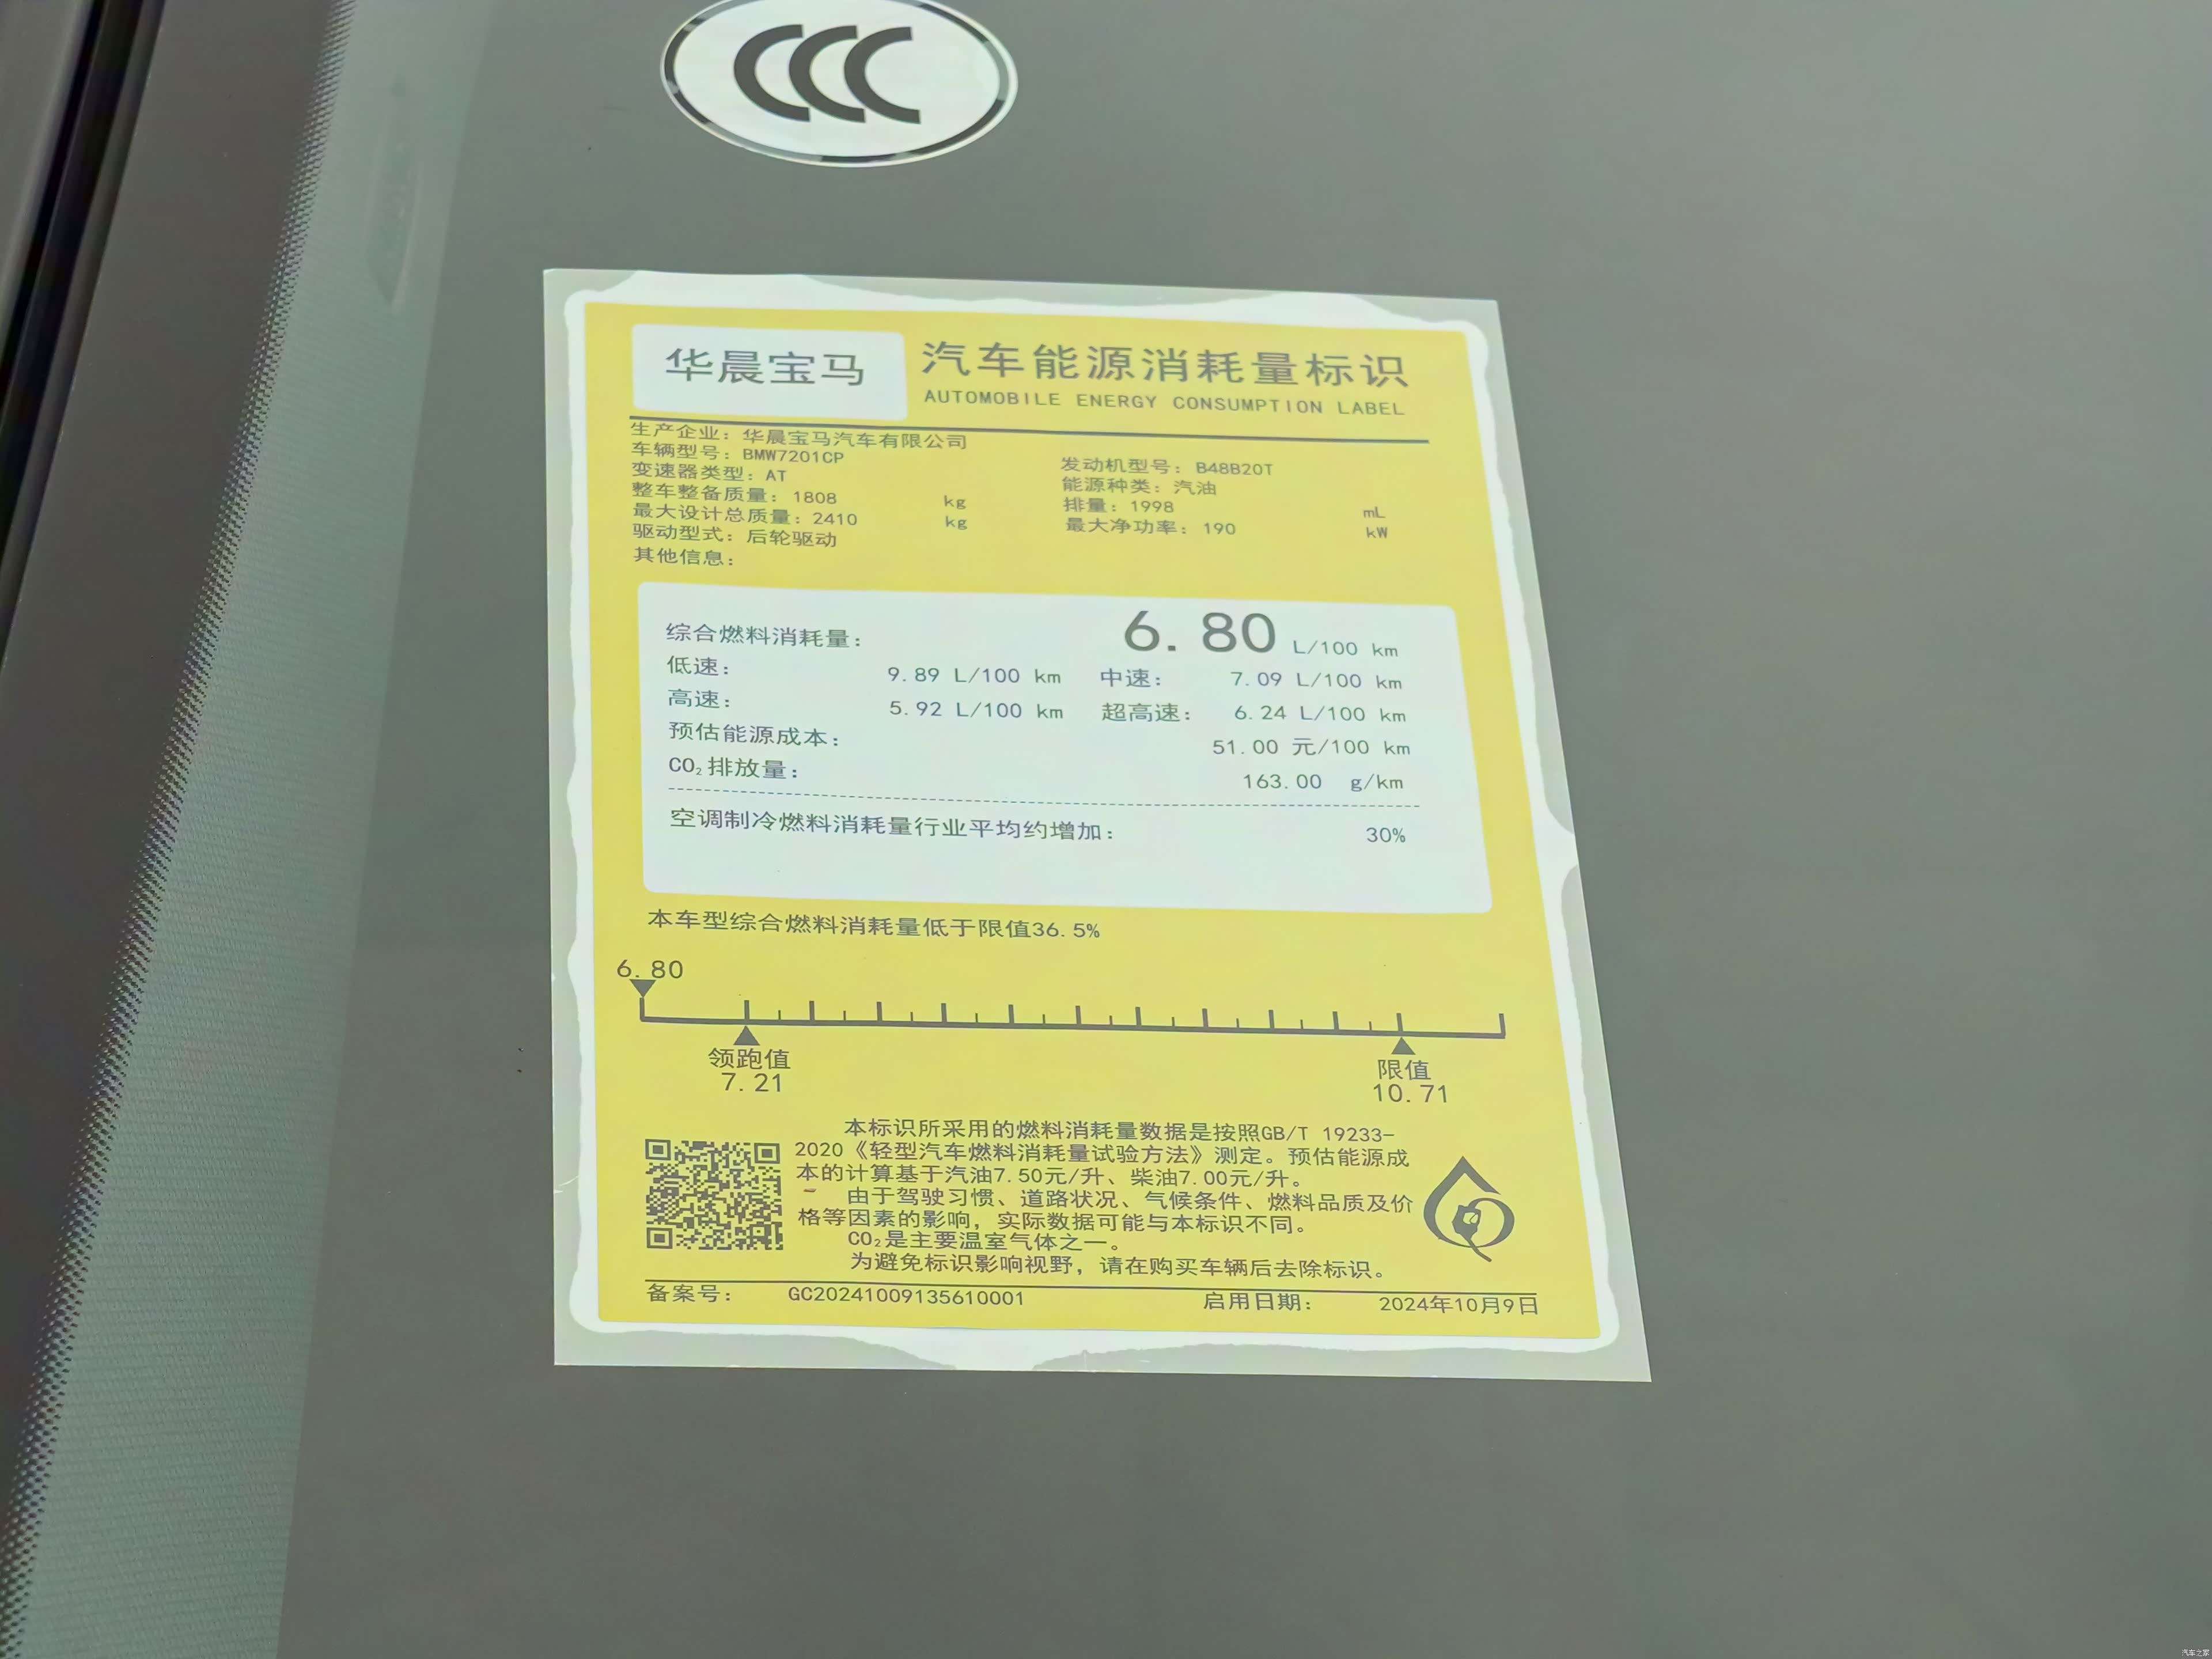 CCC
华晨宝马
汽车能源消耗量标识
AUTOMOBILE ENERGY CONSUMPTION LABEL
生产企业：华晨宝马汽车有限公司
车辆型号：BMW7201CP
发动机型号：B48B20T
变速器类型：AT
能源种类：汽油
整车整备质量：1808 kg
排量：1998 mL
最大设计总质量：2410 kg
最大净功率：190 kW
驱动型式：后轮驱动
其他信息：
综合燃料消耗量： 6.80 L/100 km
低速： 9.89 L/100 km 中速： 7.09 L/100 km
高速： 5.92 L/100 km 超高速： 6.24 L/100 km
预估能源成本： 51.00 元/100 km
CO₂排放量： 163.00 g/km
空调制冷燃料消耗量行业平均约增加： 30%
本车型综合燃料消耗量低于限值36.5%
6.80
领跑值
7.21
限值
10.71
本标识所采用的燃料消耗量数据是按照GB/T 19233-
2020《轻型汽车燃料消耗量试验方法》测定。预估能源成
本的计算基于汽油7.50元/升、柴油7.00元/升。
由于驾驶习惯、道路状况、气候条件、燃料品质及价
格等因素的影响，实际数据可能与本标识不同。
CO₂是主要温室气体之一。
为避免标识影响视野，请在购买车辆后去除标识。
备案号： GC20241009135610001 启用日期： 2024年10月9日
汽车之家